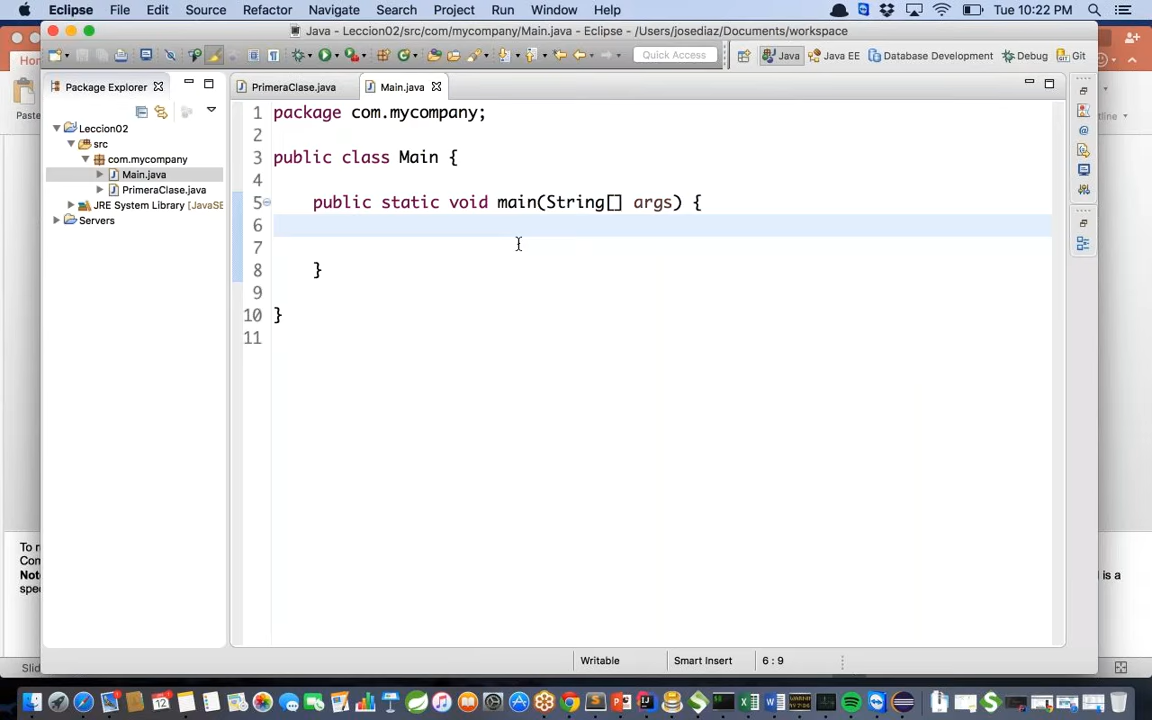 Eclipse File Edit Source Refactor Navigate Search Project Run Window Help Tue 10:22 PM
Java - Leccion02/src/com/mycompany/Main.java - Eclipse - /Users/josediaz/Documents/workspace
Quick Access Java Java EE Database Development Debug Git
Package Explorer
PrimeraClase.java Main.java
Leccion02
src
com.mycompany
Main.java
PrimeraClase.java
JRE System Library [JavaSE
Servers
1 package com.mycompany;
2
3 public class Main {
4
5 public static void main(String[] args) {
6
7
8 }
9
10 }
11
Paste
Writable Smart Insert 6 : 9